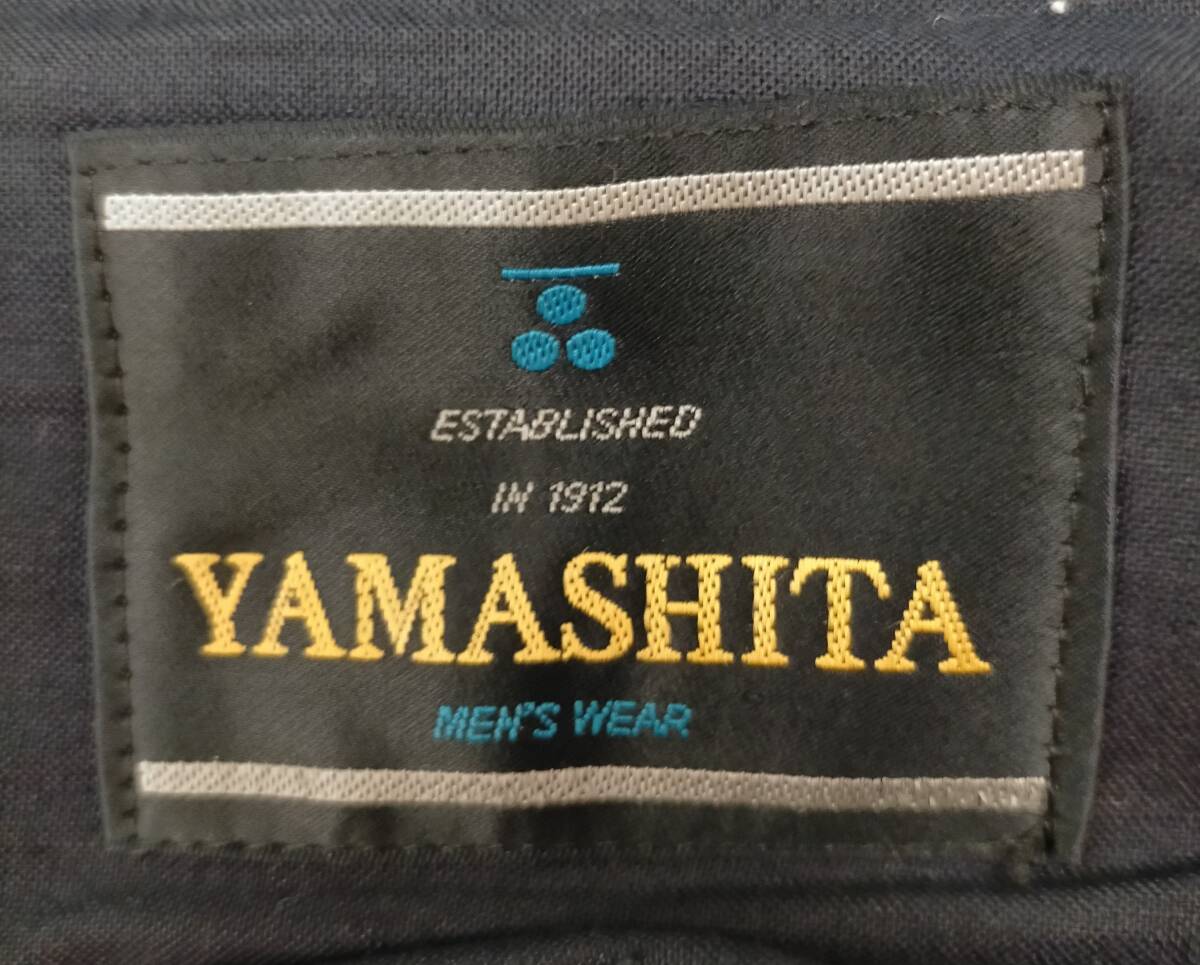 ESTABLISHED
IN 1912
YAMASHITA
MEN'S WEAR